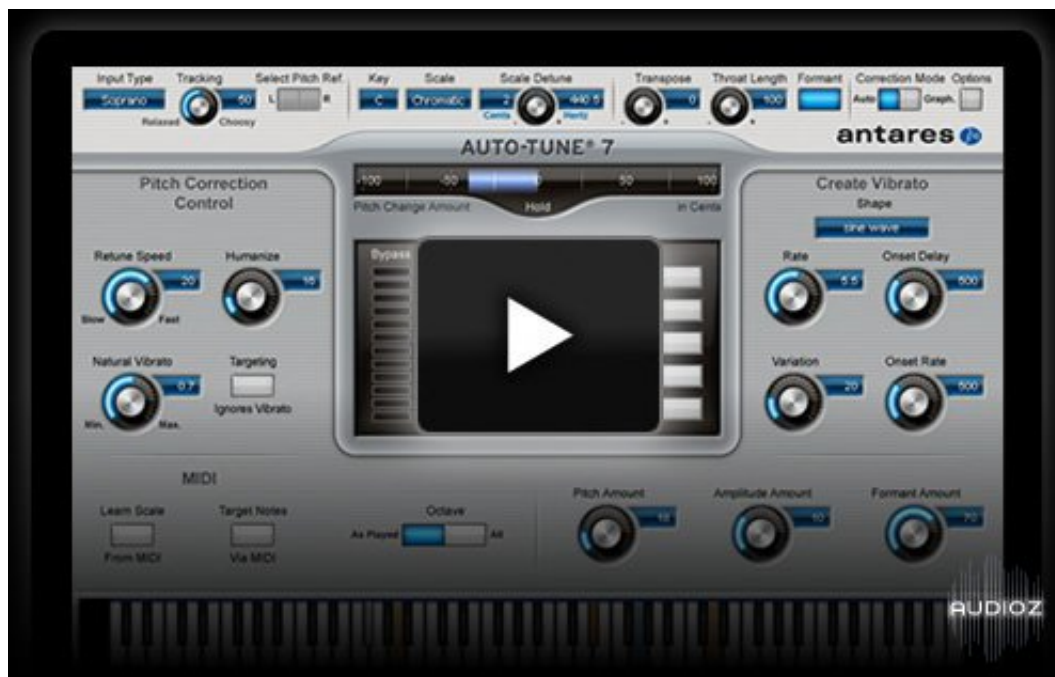 Input Type Tracking Select Pitch Ref. Key Scale Scale Detune Transpose Throat Length Formant Correction Mode Options
Soprano 50 L R C Chromatic 2 440.5 0 100 Auto Graph.
Relaxed Choosy Cents Hertz
antares
AUTO-TUNE® 7
-100 -50 0 50 100
Pitch Change Amount Hold in Cents
Pitch Correction
Control
Create Vibrato
Shape
sine wave
Bypass
Retune Speed Humanize
20 15
Slow Fast
Rate Onset Delay
5.5 500
Natural Vibrato Targeting
0.7
Ignores Vibrato
Min. Max.
Variation Onset Rate
20 500
MIDI
Learn Scale Target Notes Octave
As Played All
From MIDI Via MIDI
Pitch Amount Amplitude Amount Formant Amount
10 10 70
AUDIOZ